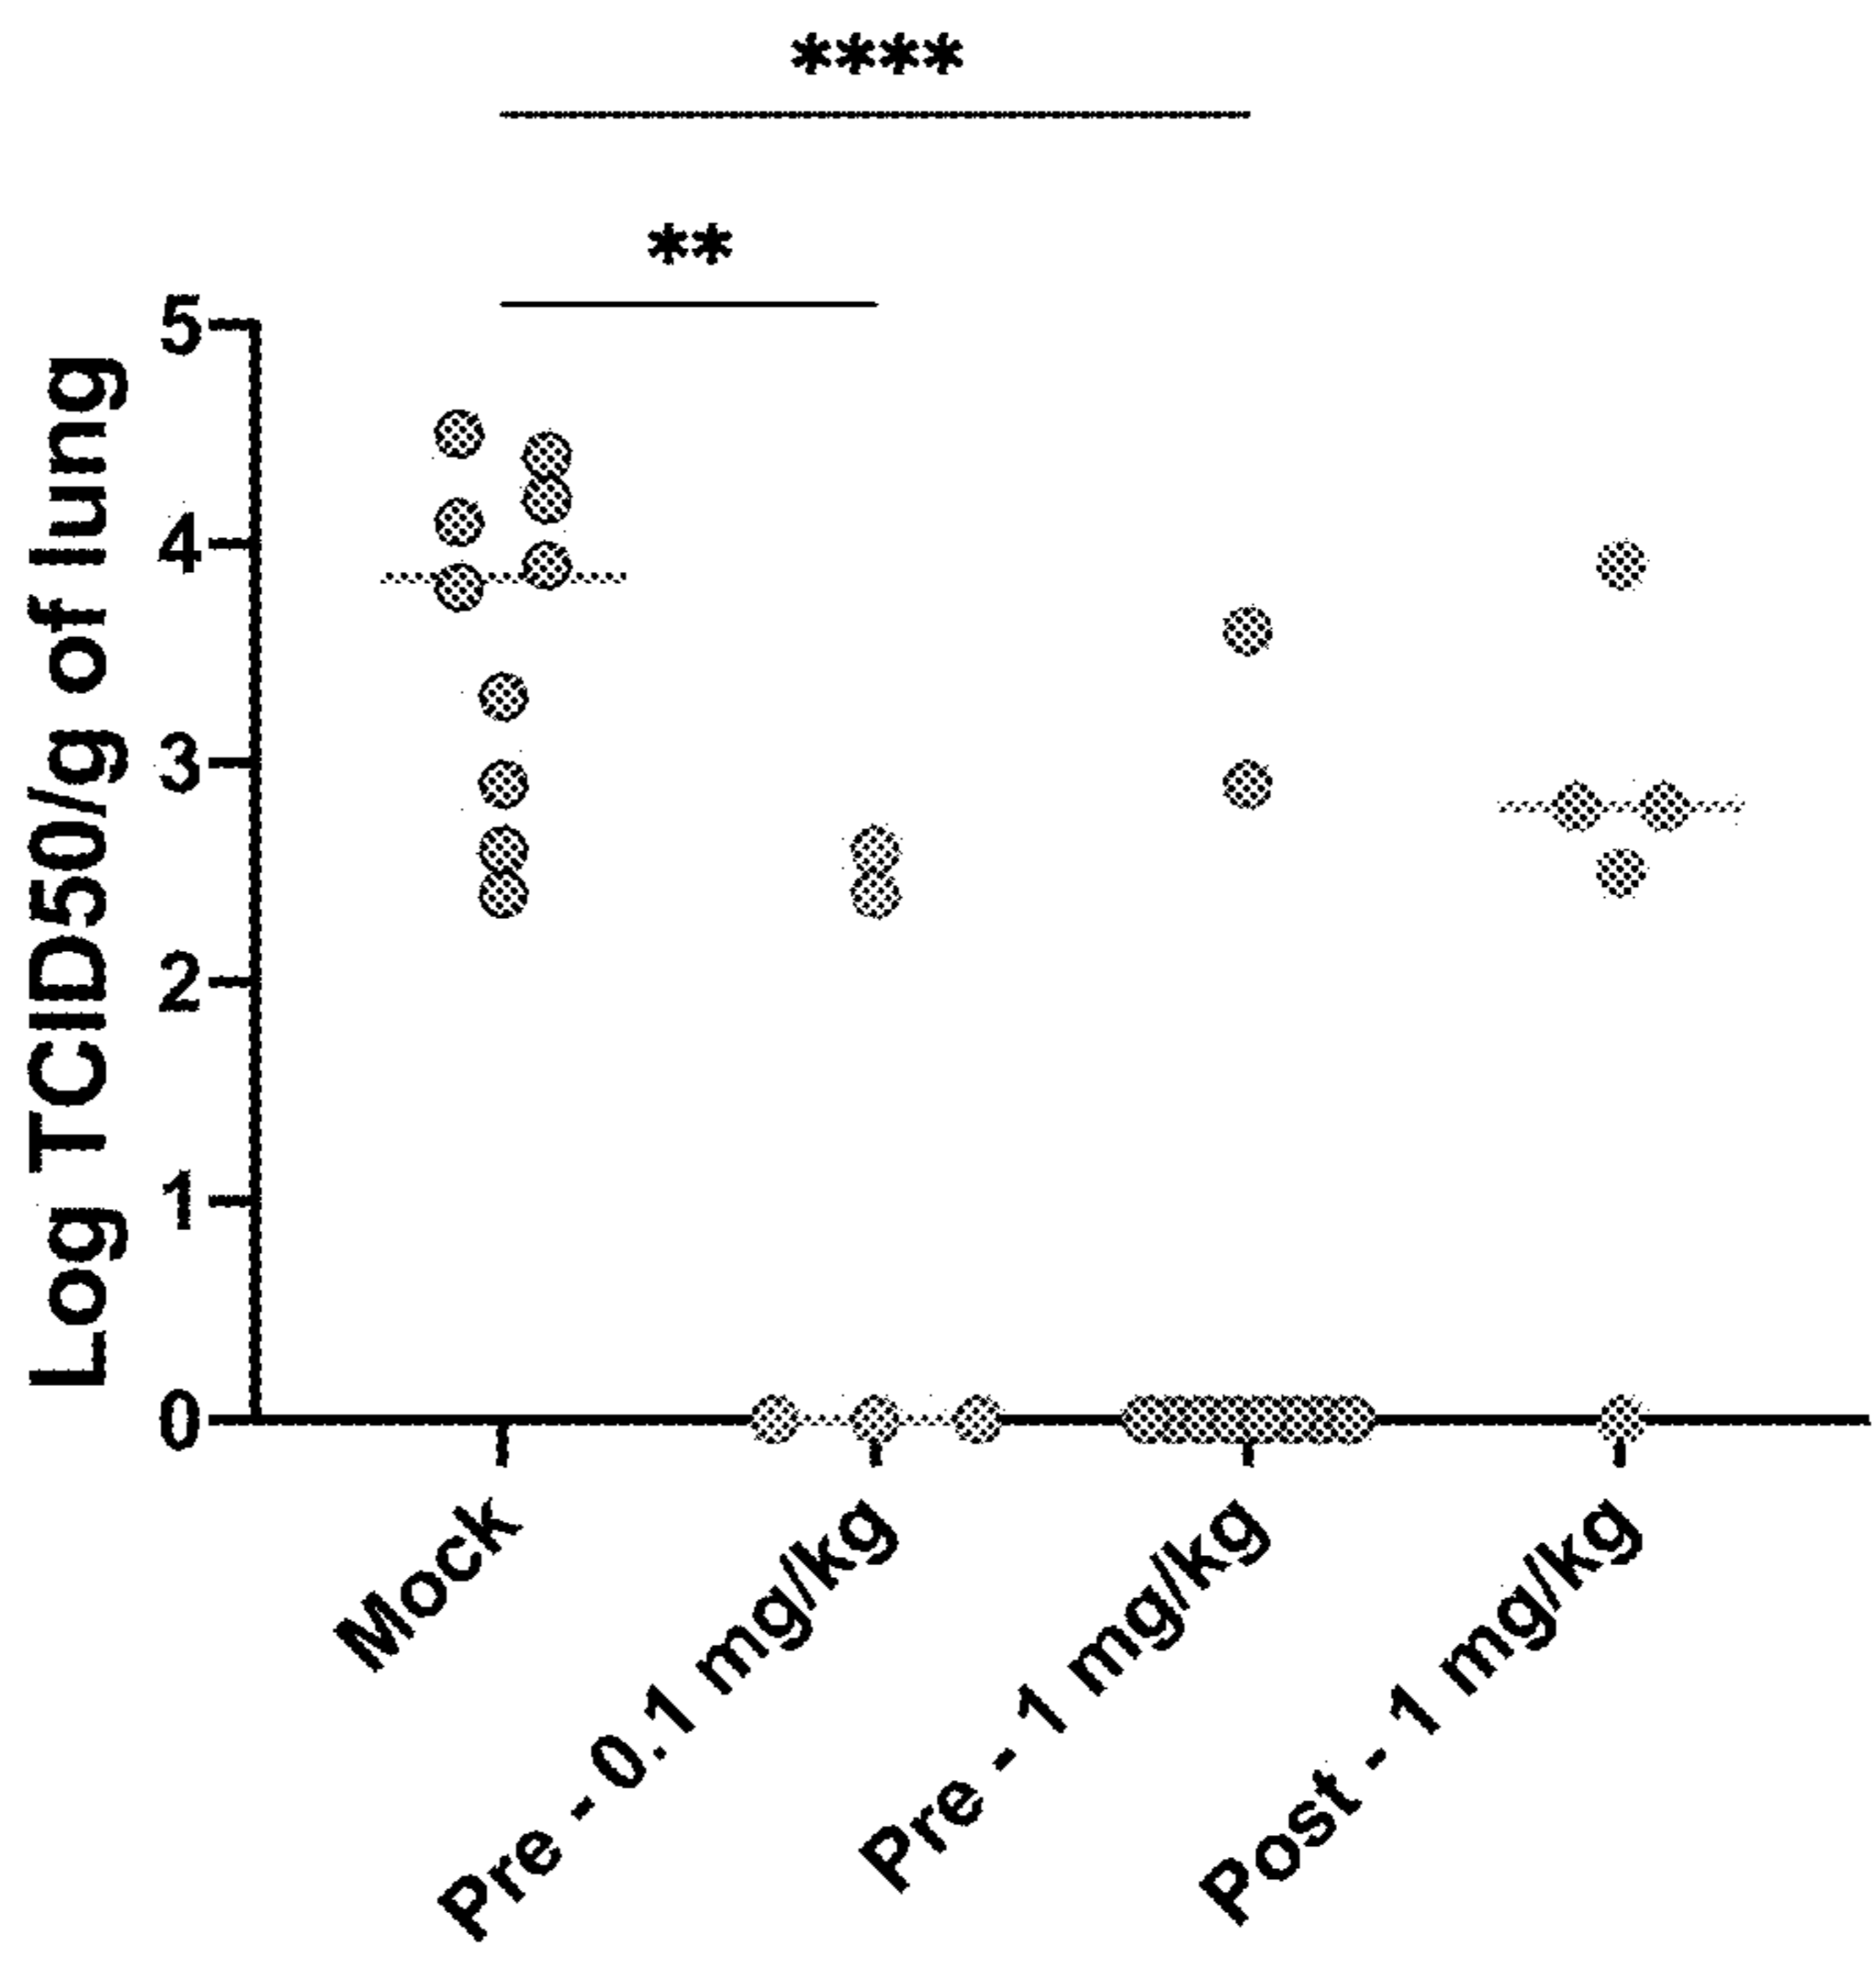 ****
**
Log TCID50/g of lung
5
4
3
2
1
0
Mock
Pre - 0.1 mg/kg
Pre - 1 mg/kg
Post - 1 mg/kg